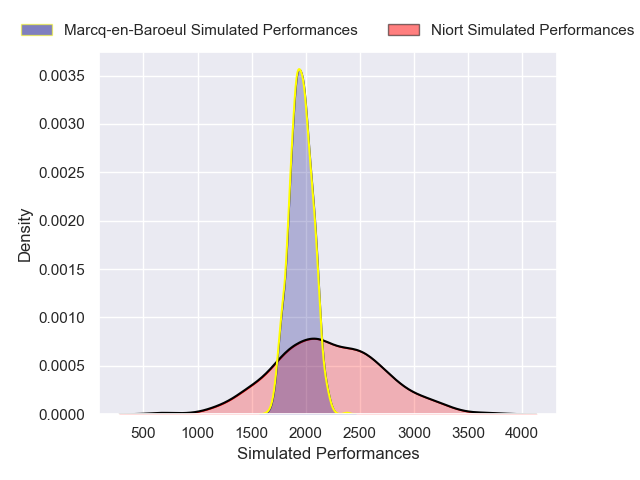 Marcq-en-Baroeul Simulated Performances Niort Simulated Performances
0.0035
0.0030
0.0025
0.0020
0.0015
0.0010
0.0005
0.0000
Density
500 1000 1500 2000 2500 3000 3500 4000
Simulated Performances